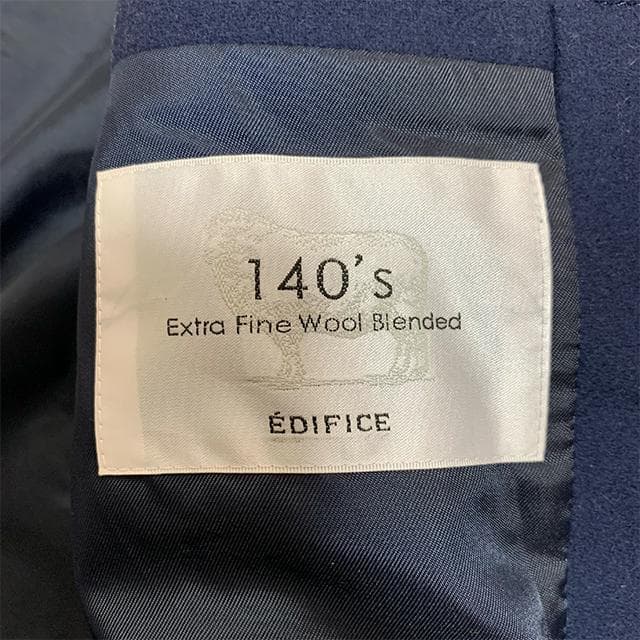 140's
Extra Fine Wool Blended
ÉDIFICE